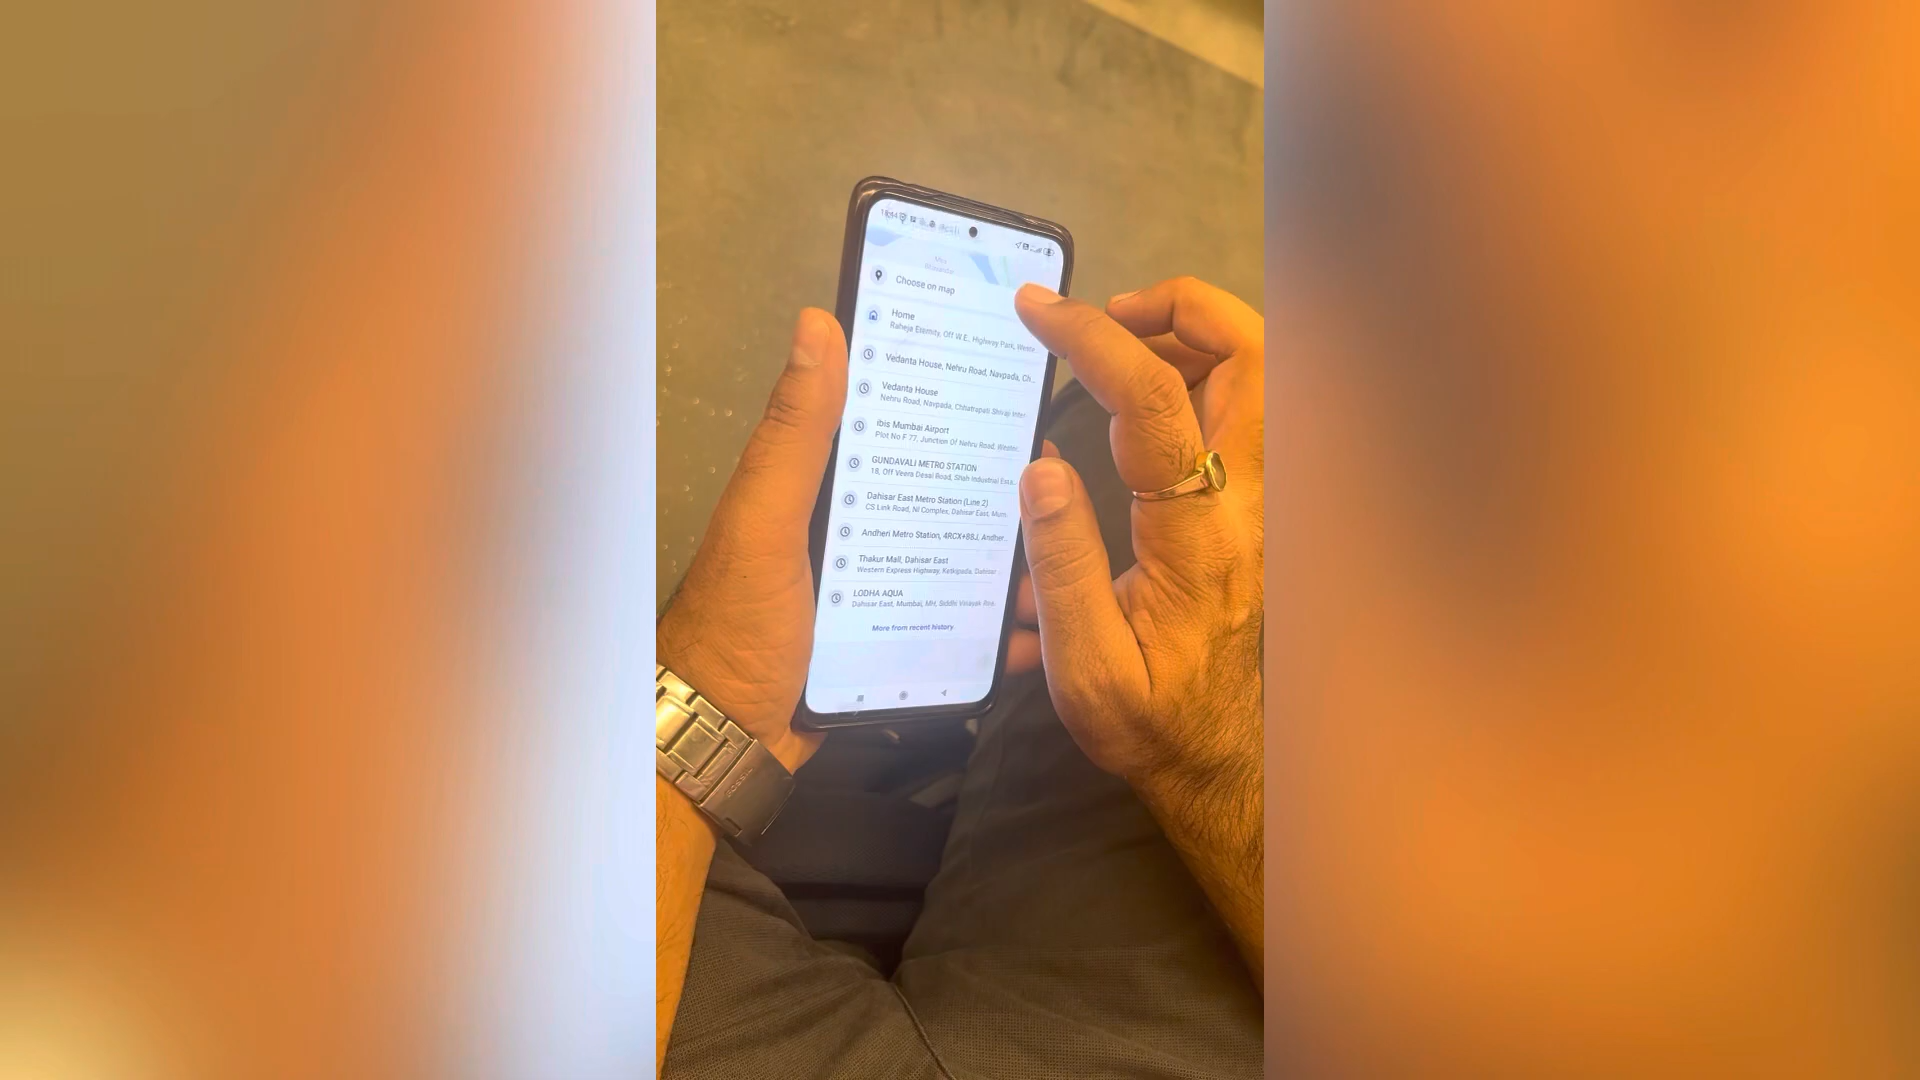 Choose on map
Home
Raheja Eternity, Off W.E. Highway Park, Weste
Vedanta House, Nehru Road, Navpada, Ch...
Vedanta House
Nehru Road, Navpada, Chhatrapati Shivaji Inter
ibis Mumbai Airport
Plot No F 77, Junction Of Nehru Road, Wester
GUNDAVALI METRO STATION
18, Off Veera Desai Road, Shah Industrial Esta...
Dahisar East Metro Station (Line 2)
CS Link Road, NI Complex, Dahisar East, Mum
Andheri Metro Station, 4RCX+88J, Andher...
Thakur Mall, Dahisar East
Western Express Highway, Ketkipada, Dahisar
LODHA AQUA
Dahisar East, Mumbai, MH, Siddhi Vinayak Roa
More from recent history
FOSSIL